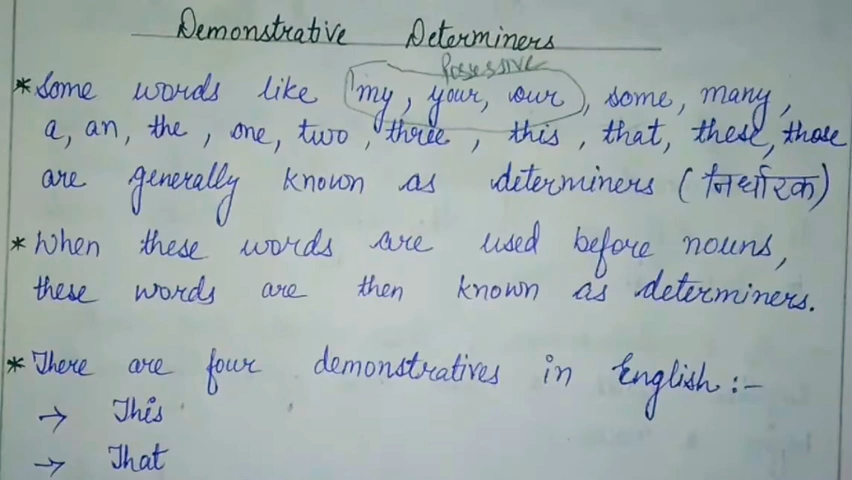 Demonstrative Determiners
Possessive
* Some words like (my, your, our), some, many,
a, an, the, one, two, three, this, that, these, those
are generally known as determiners (निर्धारक)
* When these words are used before nouns,
these words are then known as determiners.
* There are four demonstratives in English :-
→ This
→ That